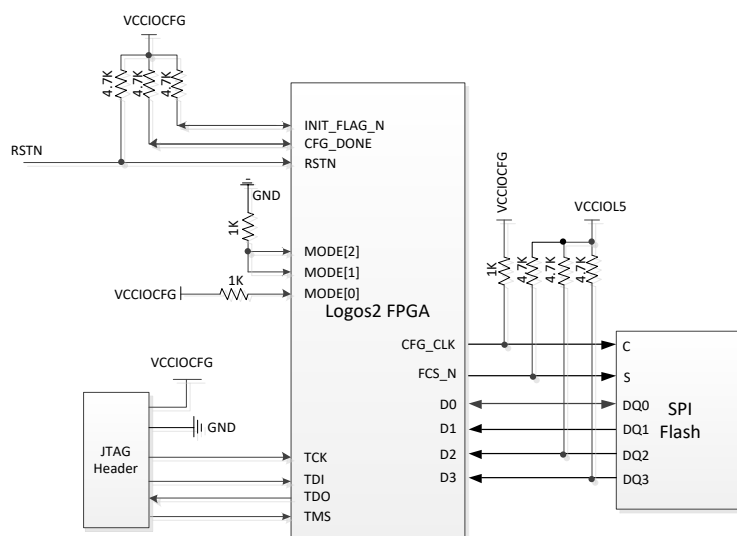 VCCIOCFG
4.7K
4.7K
4.7K
INIT_FLAG_N
CFG_DONE
RSTN
RSTN
GND
1K
MODE[2]
MODE[1]
MODE[0]
1K
VCCIOCFG
Logos2 FPGA
VCCIOCFG
VCCIOL5
1K
4.7K
4.7K
4.7K
CFG_CLK
C
FCS_N
S
D0
DQ0
D1
DQ1
D2
DQ2
D3
DQ3
SPI
Flash
VCCIOCFG
GND
JTAG
Header
TCK
TDI
TDO
TMS